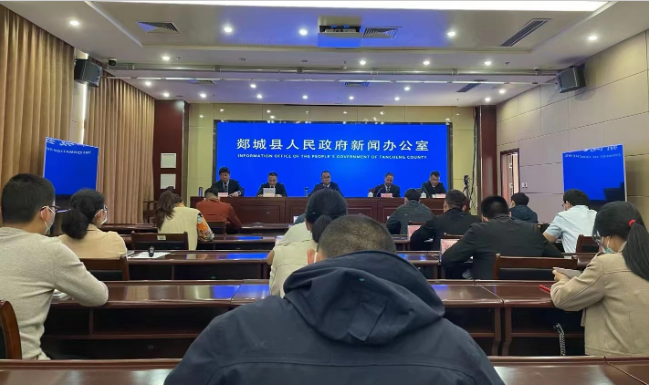 郯城县人民政府新闻办公室
INFORMATION OFFICE OF THE PEOPLE'S GOVERNMENT OF TANCHENG COUNTY